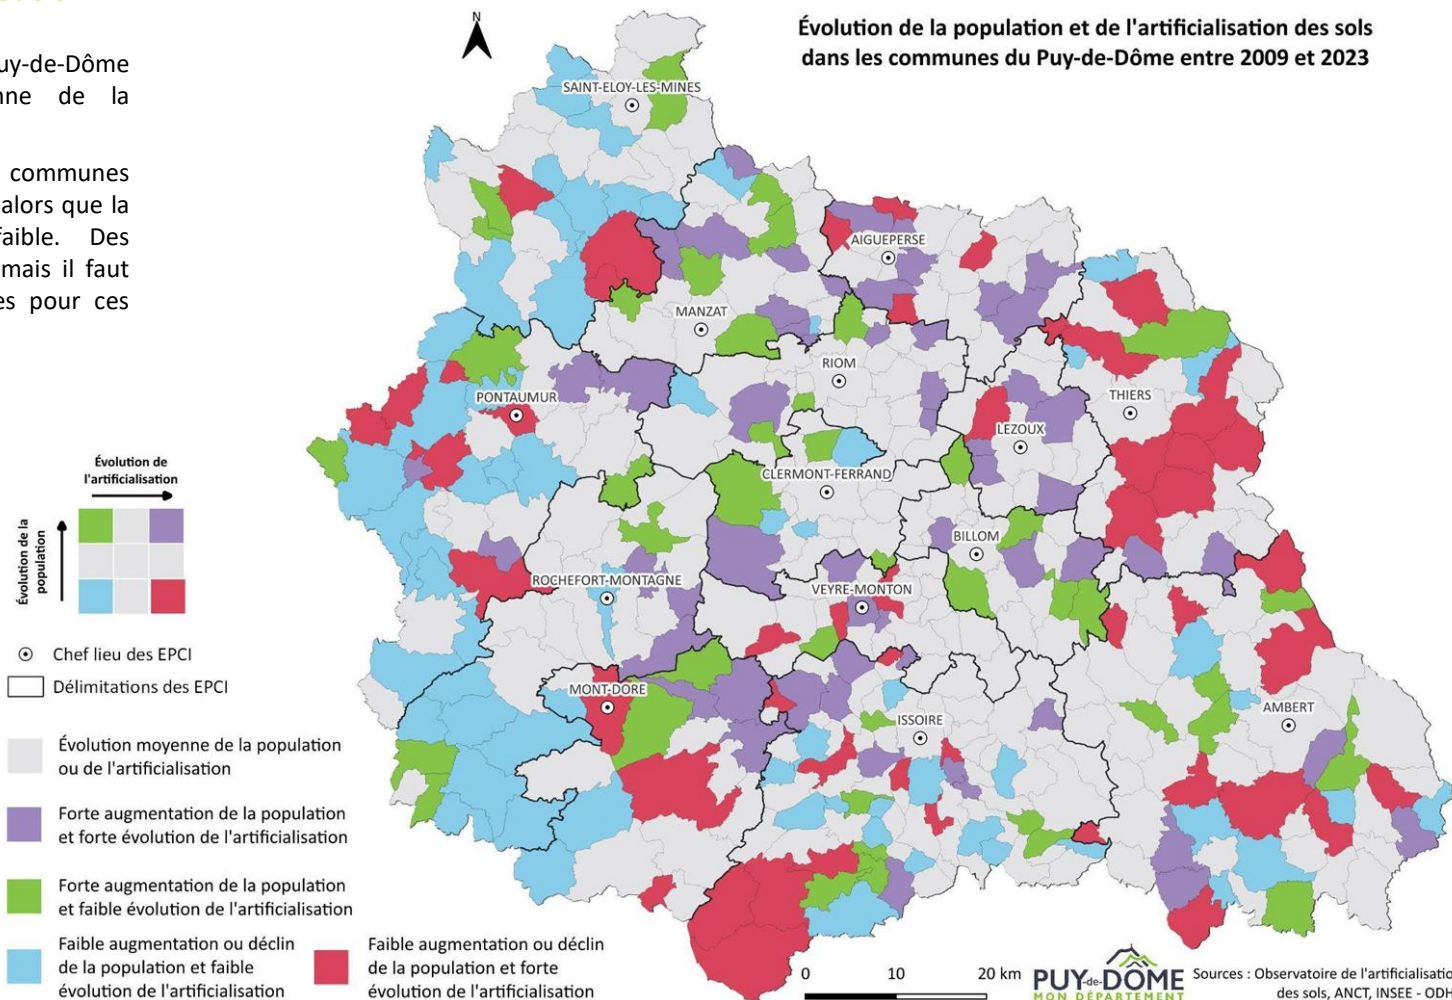 uy-de-Dôme
nne de la
communes
alors que la
faible. Des
mais il faut
es pour ces
N
Évolution de la population et de l'artificialisation des sols
dans les communes du Puy-de-Dôme entre 2009 et 2023
SAINT-ELOY-LES-MINES
AIGUEPERSE
MANZAT
RIOM
PONTAUMUR
THIERS
LEZOUX
CLERMONT-FERRAND
BILLOM
ROCHEFORT-MONTAGNE
VEYRE-MONTON
MONT-DORE
ISSOIRE
AMBERT
Évolution de
l'artificialisation
Évolution de la
population
Chef lieu des EPCI
Délimitations des EPCI
Évolution moyenne de la population
ou de l'artificialisation
Forte augmentation de la population
et forte évolution de l'artificialisation
Forte augmentation de la population
et faible évolution de l'artificialisation
Faible augmentation ou déclin
de la population et faible
évolution de l'artificialisation
Faible augmentation ou déclin
de la population et forte
évolution de l'artificialisation
0 10 20 km
PUY-de-DÔME
MON DÉPARTEMENT
Sources : Observatoire de l'artificialisatio
des sols, ANCT, INSEE - ODH